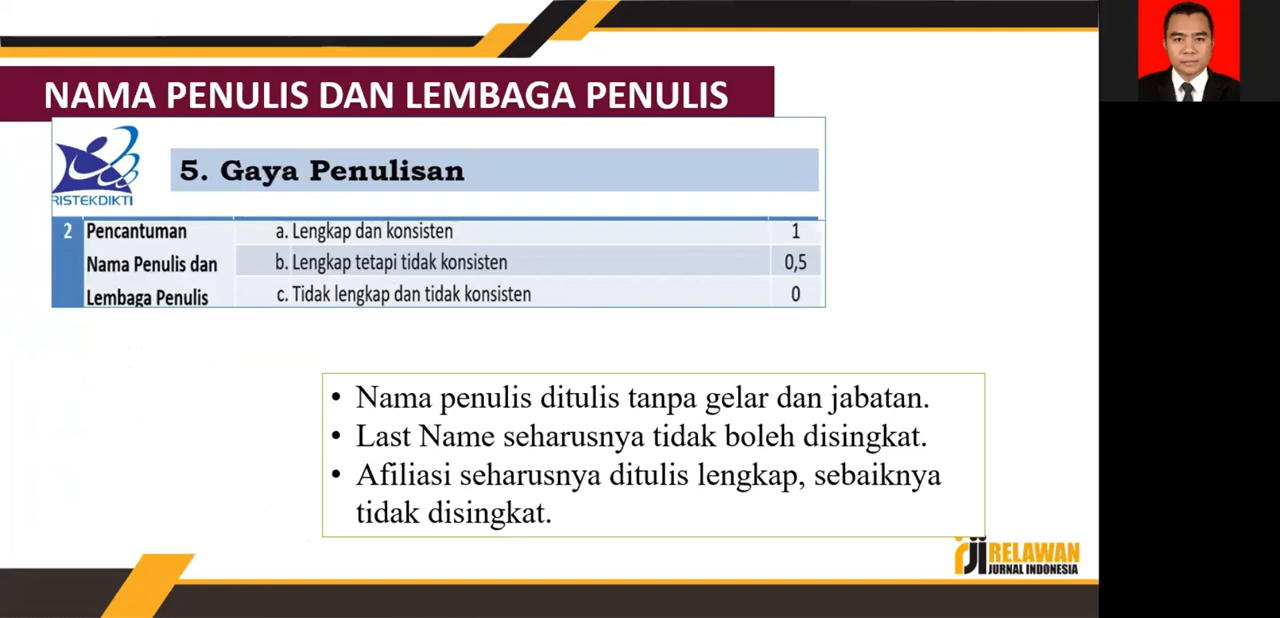 NAMA PENULIS DAN LEMBAGA PENULIS
5. Gaya Penulisan
RISTEKDIKTI
2 Pencantuman a. Lengkap dan konsisten 1
Nama Penulis dan b. Lengkap tetapi tidak konsisten 0,5
Lembaga Penulis c. Tidak lengkap dan tidak konsisten 0
• Nama penulis ditulis tanpa gelar dan jabatan.
• Last Name seharusnya tidak boleh disingkat.
• Afiliasi seharusnya ditulis lengkap, sebaiknya
tidak disingkat.
rji RELAWAN
JURNAL INDONESIA